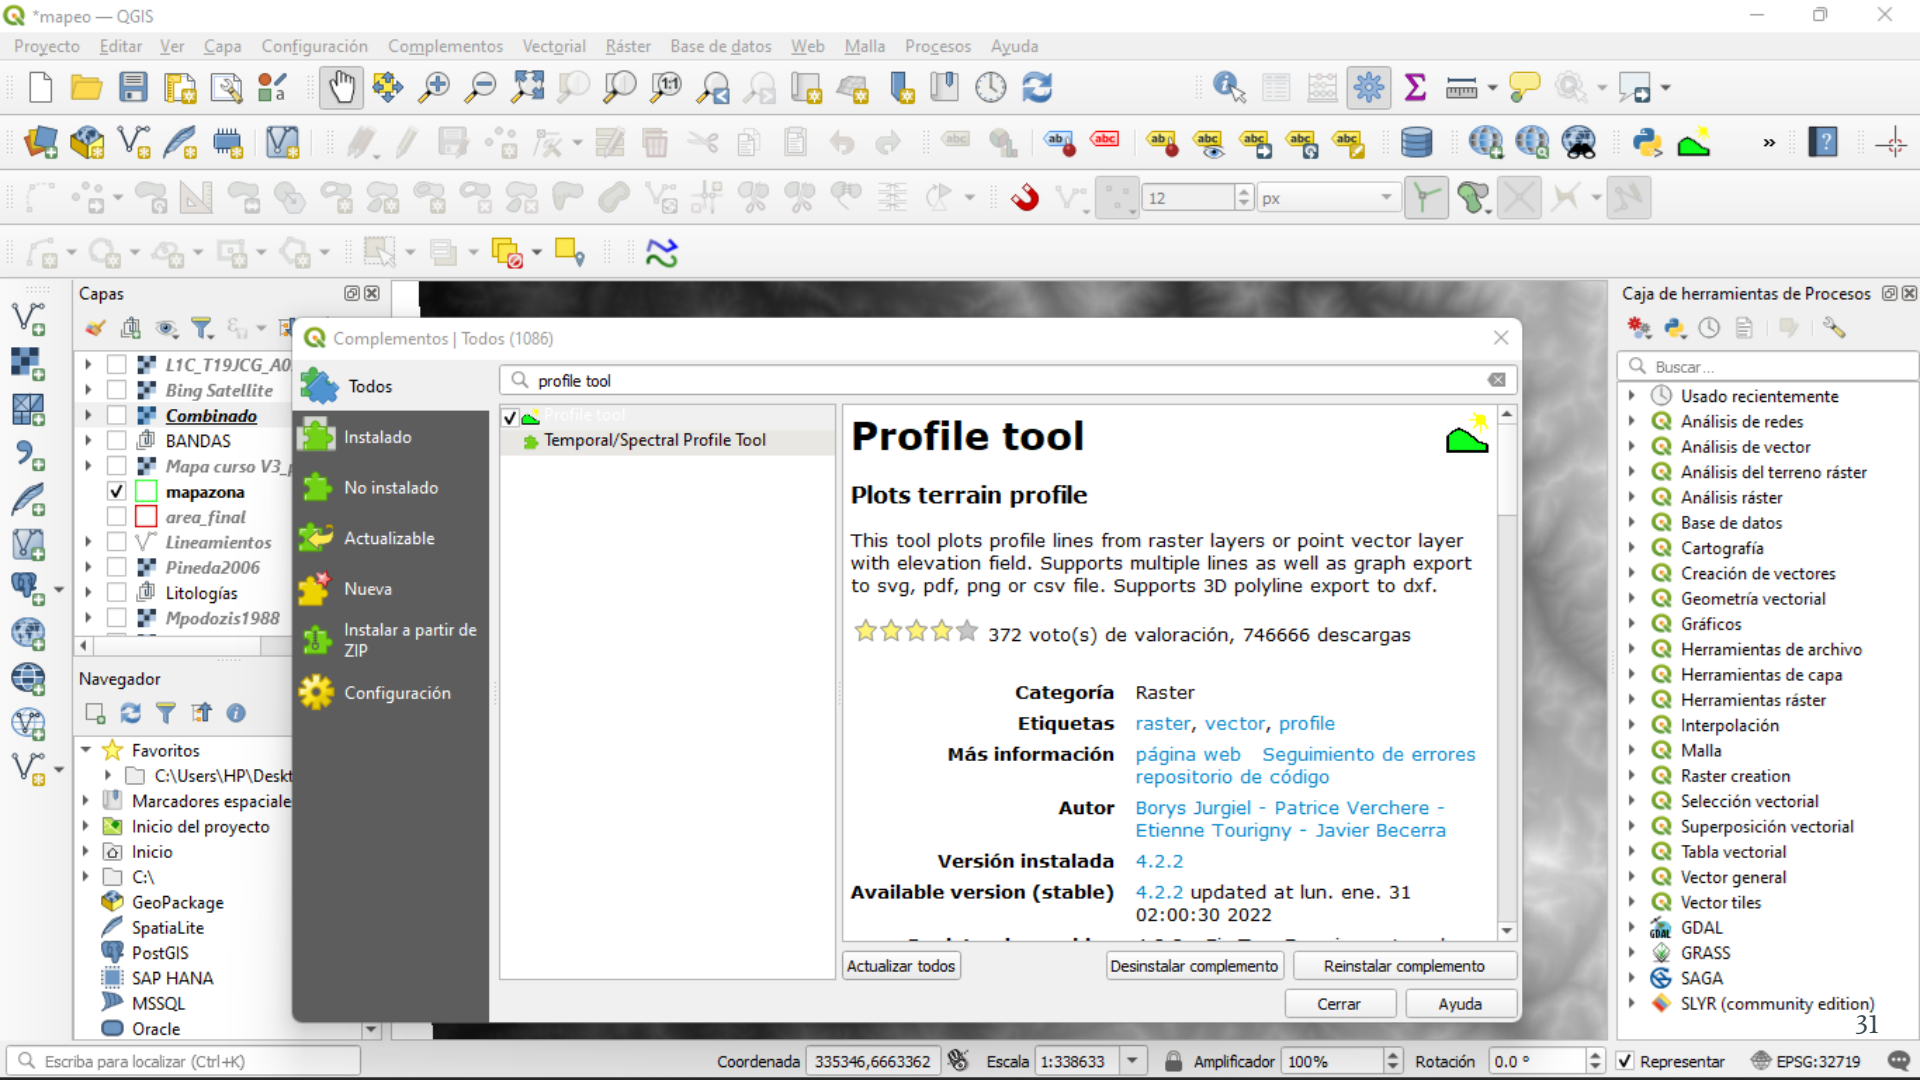 *mapeo — QGIS
Proyecto Editar Ver Capa Configuración Complementos Vectorial Ráster Base de datos Web Malla Procesos Ayuda
12 px
Capas
L1C_T19JCG_A0
Bing Satellite
Combinado
BANDAS
Mapa curso V3_
mapazona
area_final
Lineamientos
Pineda2006
Litologías
Mpodozis1988
Navegador
Favoritos
C:\Users\HP\Deskt
Marcadores espaciale
Inicio del proyecto
Inicio
C:\
GeoPackage
SpatiaLite
PostGIS
SAP HANA
MSSQL
Oracle
Complementos | Todos (1086)
Todos
Instalado
No instalado
Actualizable
Nueva
Instalar a partir de
ZIP
Configuración
profile tool
Profile tool
Temporal/Spectral Profile Tool
Profile tool
Plots terrain profile
This tool plots profile lines from raster layers or point vector layer
with elevation field. Supports multiple lines as well as graph export
to svg, pdf, png or csv file. Supports 3D polyline export to dxf.
372 voto(s) de valoración, 746666 descargas
Categoría Raster
Etiquetas raster, vector, profile
Más información página web Seguimiento de errores
repositorio de código
Autor Borys Jurgiel - Patrice Verchere -
Etienne Tourigny - Javier Becerra
Versión instalada 4.2.2
Available version (stable) 4.2.2 updated at lun. ene. 31
02:00:30 2022
Actualizar todos Desinstalar complemento Reinstalar complemento
Cerrar Ayuda
Caja de herramientas de Procesos
Buscar...
Usado recientemente
Análisis de redes
Análisis de vector
Análisis del terreno ráster
Análisis ráster
Base de datos
Cartografía
Creación de vectores
Geometría vectorial
Gráficos
Herramientas de archivo
Herramientas de capa
Herramientas ráster
Interpolación
Malla
Raster creation
Selección vectorial
Superposición vectorial
Tabla vectorial
Vector general
Vector tiles
GDAL
GRASS
SAGA
SLYR (community edition)
31
Escriba para localizar (Ctrl+K) Coordenada 335346,6663362 Escala 1:338633 Amplificador 100% Rotación 0.0 ° Representar EPSG:32719